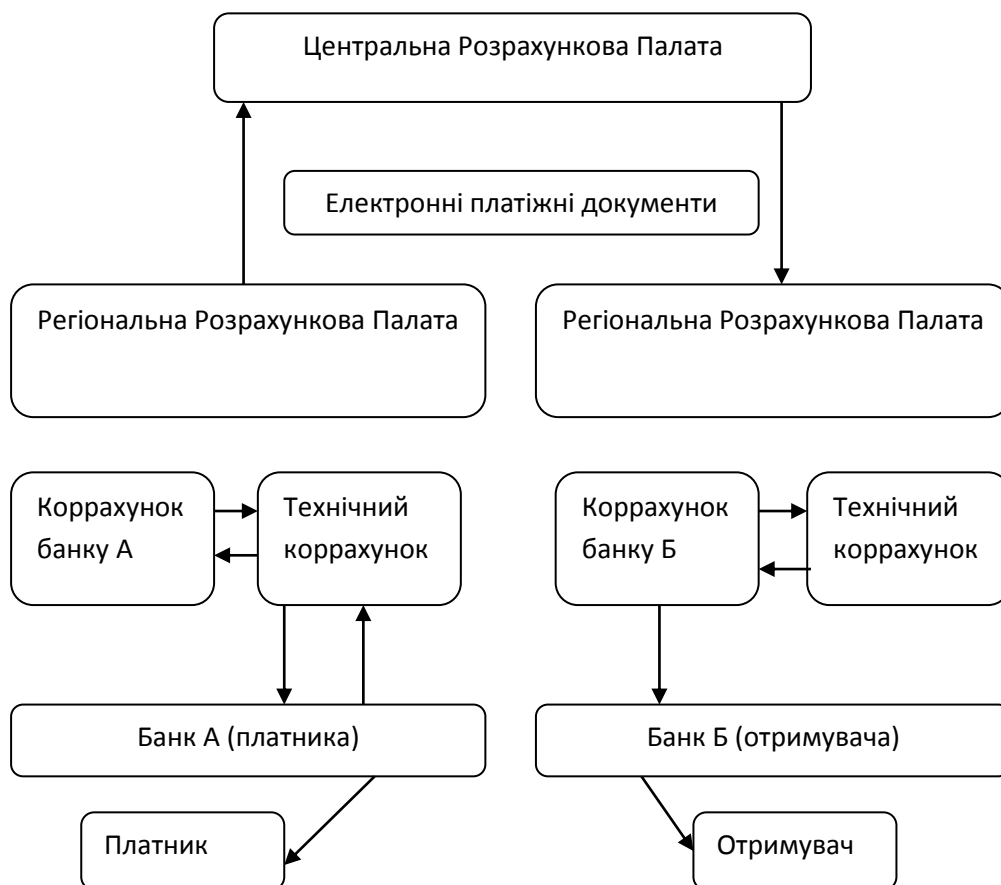 Центральна Розрахункова Палата
Електронні платіжні документи
Регіональна Розрахункова Палата
Регіональна Розрахункова Палата
Коррахунок
банку А
Технічний
коррахунок
Коррахунок
банку Б
Технічний
коррахунок
Банк А (платника)
Банк Б (отримувача)
Платник
Отримувач